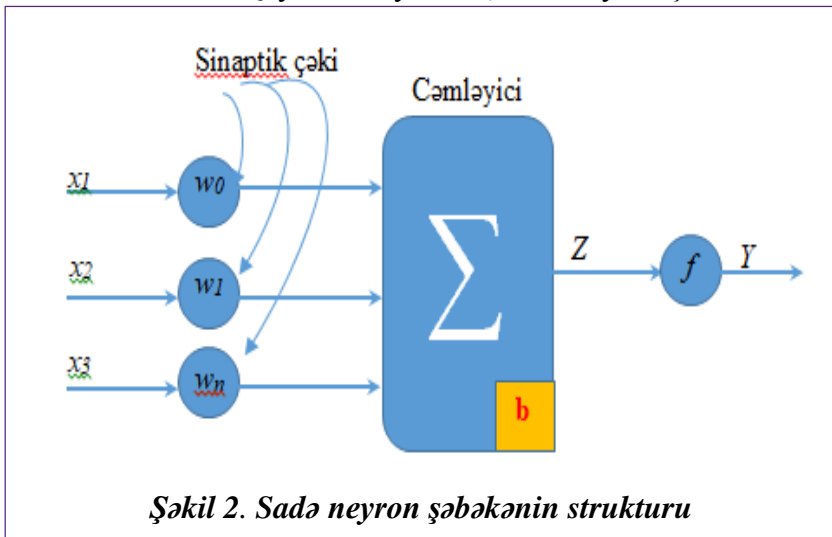 Sinaptik çəki
Cəmləyici
x1
w0
x2
w1
x3
wn
Σ
b
Z
f
Y
Şəkil 2. Sadə neyron şəbəkənin strukturu